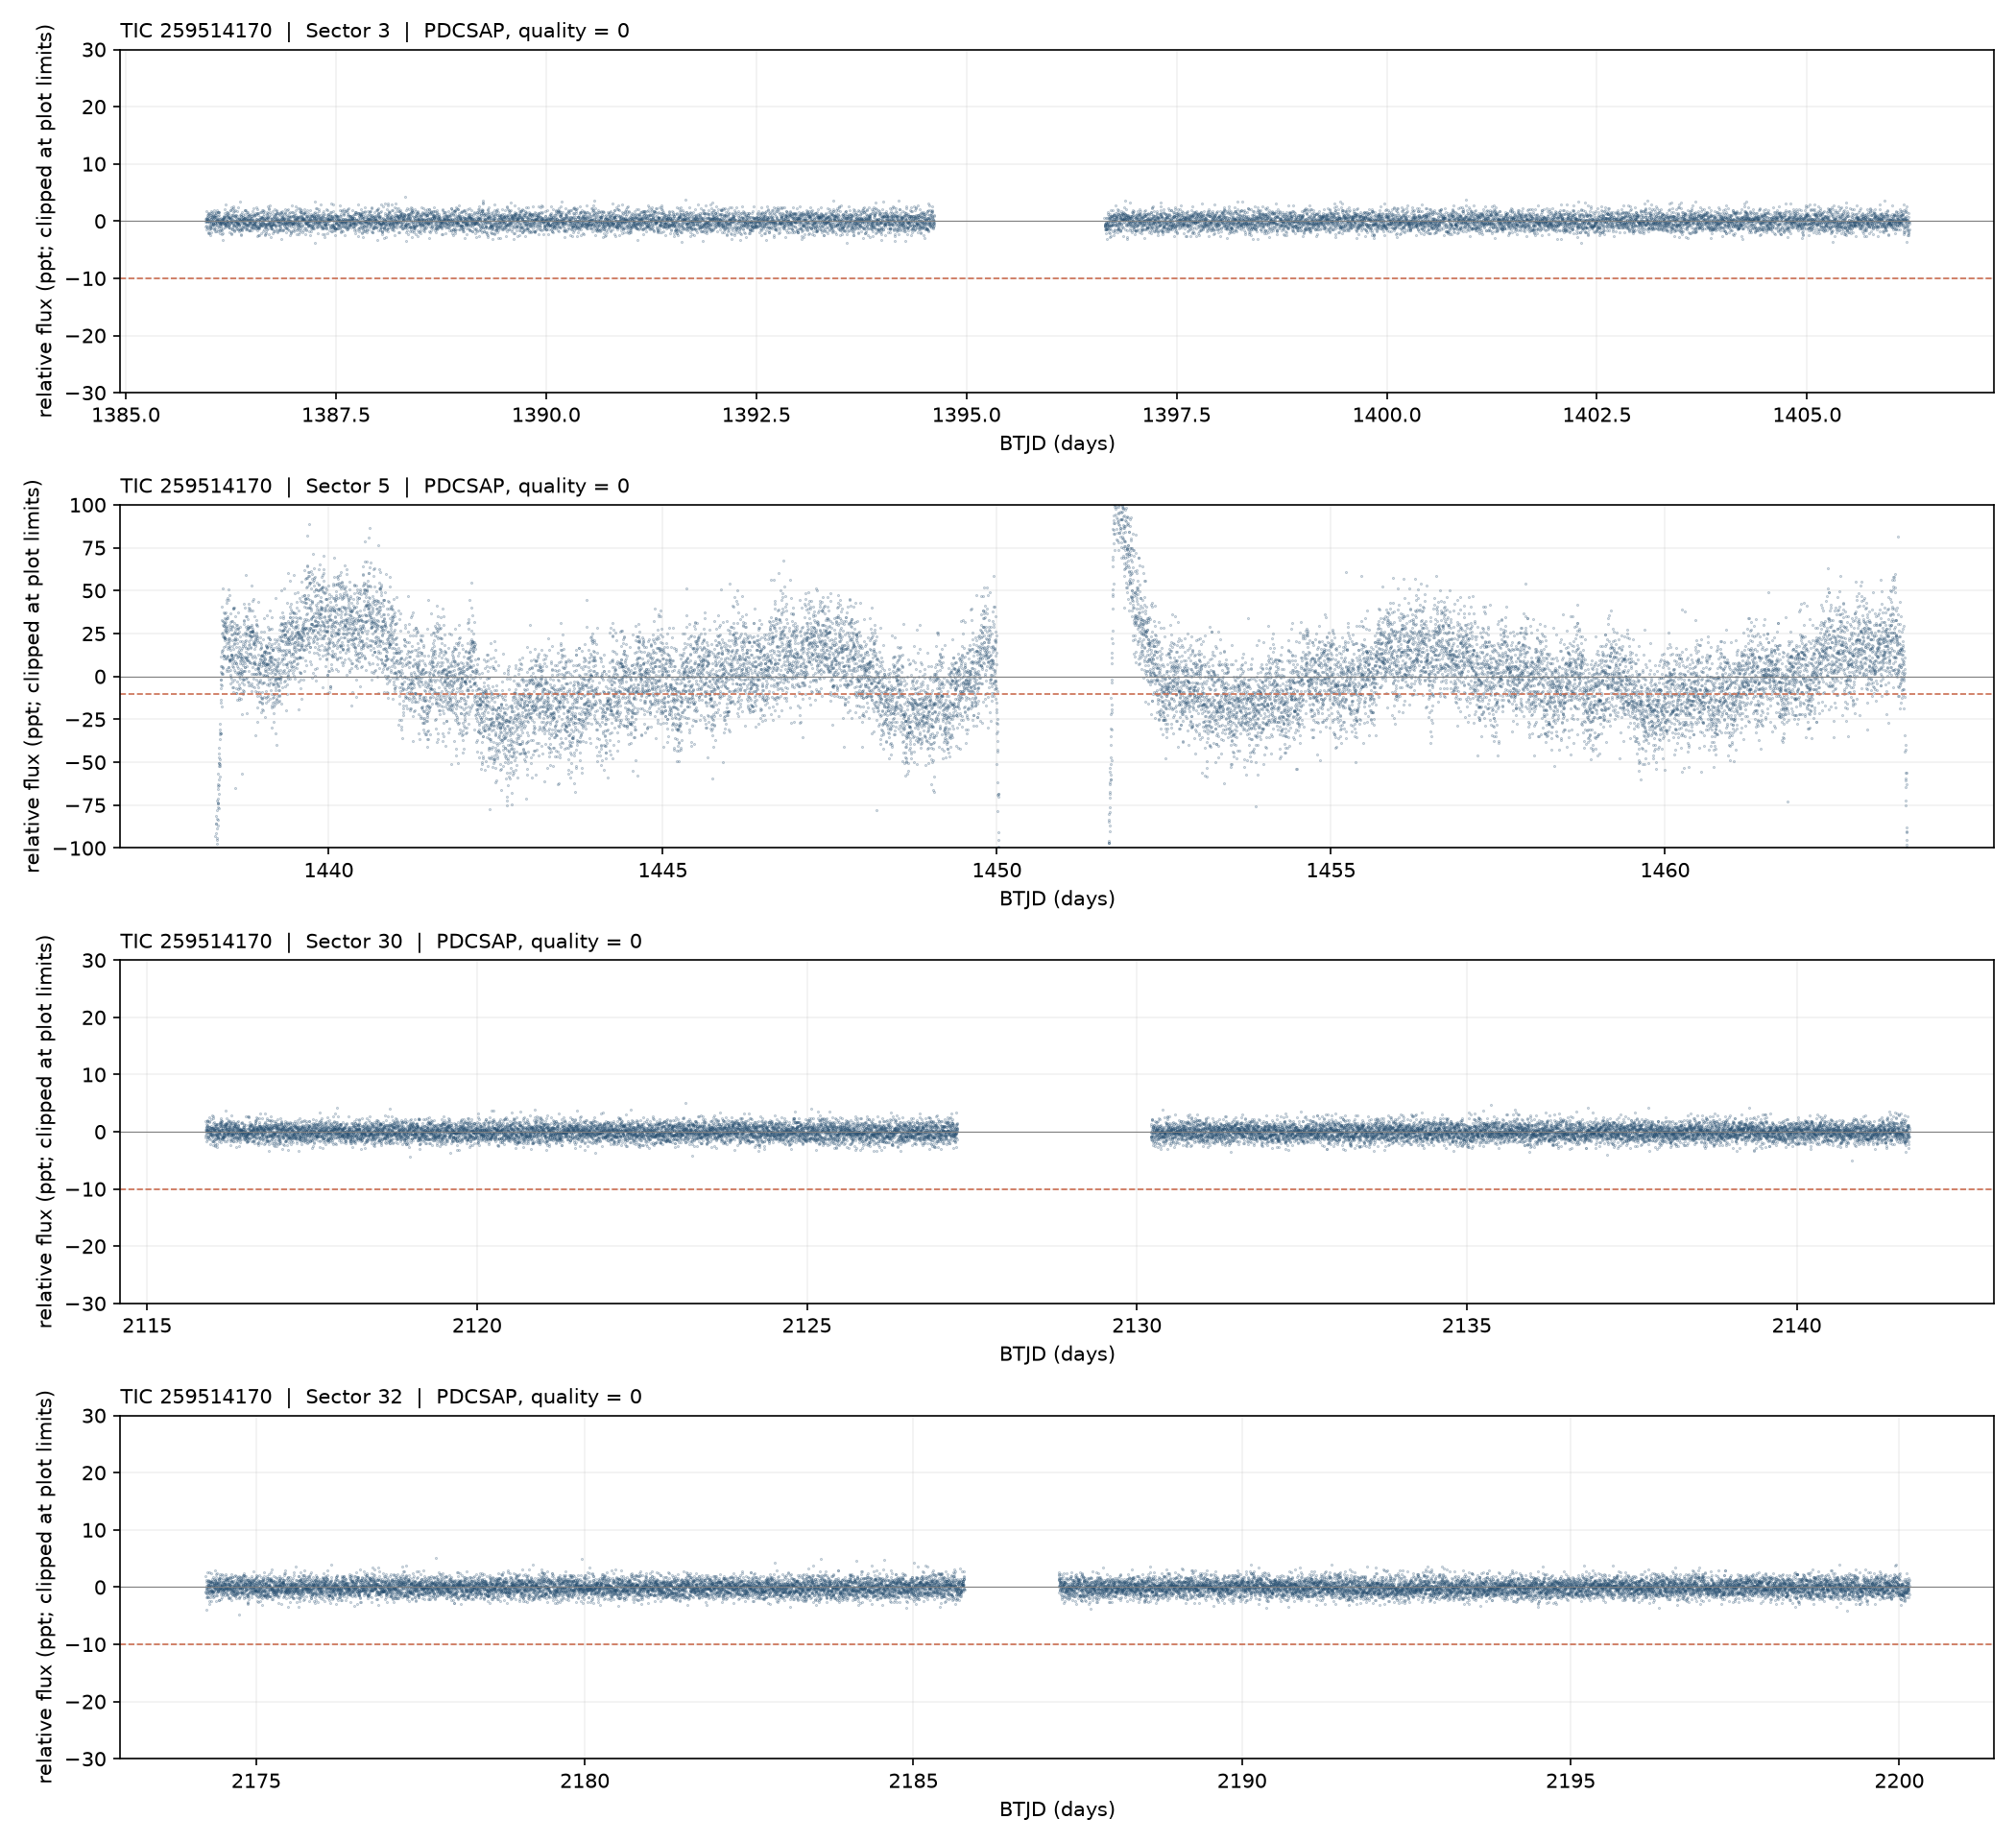 TIC 259514170 | Sector 3 | PDCSAP, quality = 0
relative flux (ppt; clipped at plot limits)
30
20
10
0
−10
−20
−30
1385.0 1387.5 1390.0 1392.5 1395.0 1397.5 1400.0 1402.5 1405.0
BTJD (days)
TIC 259514170 | Sector 5 | PDCSAP, quality = 0
relative flux (ppt; clipped at plot limits)
100
75
50
25
0
−25
−50
−75
−100
1440 1445 1450 1455 1460
BTJD (days)
TIC 259514170 | Sector 30 | PDCSAP, quality = 0
relative flux (ppt; clipped at plot limits)
30
20
10
0
−10
−20
−30
2115 2120 2125 2130 2135 2140
BTJD (days)
TIC 259514170 | Sector 32 | PDCSAP, quality = 0
relative flux (ppt; clipped at plot limits)
30
20
10
0
−10
−20
−30
2175 2180 2185 2190 2195 2200
BTJD (days)